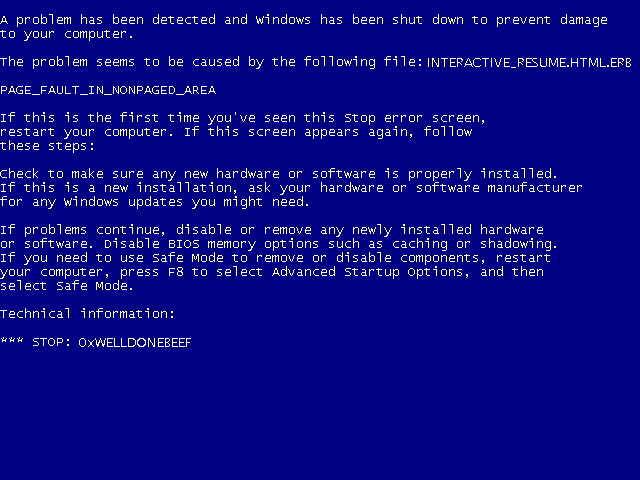 A problem has been detected and Windows has been shut down to prevent damage
to your computer.
The problem seems to be caused by the following file: INTERACTIVE_RESUME.HTML.ERB
PAGE_FAULT_IN_NONPAGED_AREA
If this is the first time you've seen this Stop error screen,
restart your computer. If this screen appears again, follow
these steps:
Check to make sure any new hardware or software is properly installed.
If this is a new installation, ask your hardware or software manufacturer
for any Windows updates you might need.
If problems continue, disable or remove any newly installed hardware
or software. Disable BIOS memory options such as caching or shadowing.
If you need to use Safe Mode to remove or disable components, restart
your computer, press F8 to select Advanced Startup Options, and then
select Safe Mode.
Technical information:
*** STOP: 0xWELLDONEBEEF